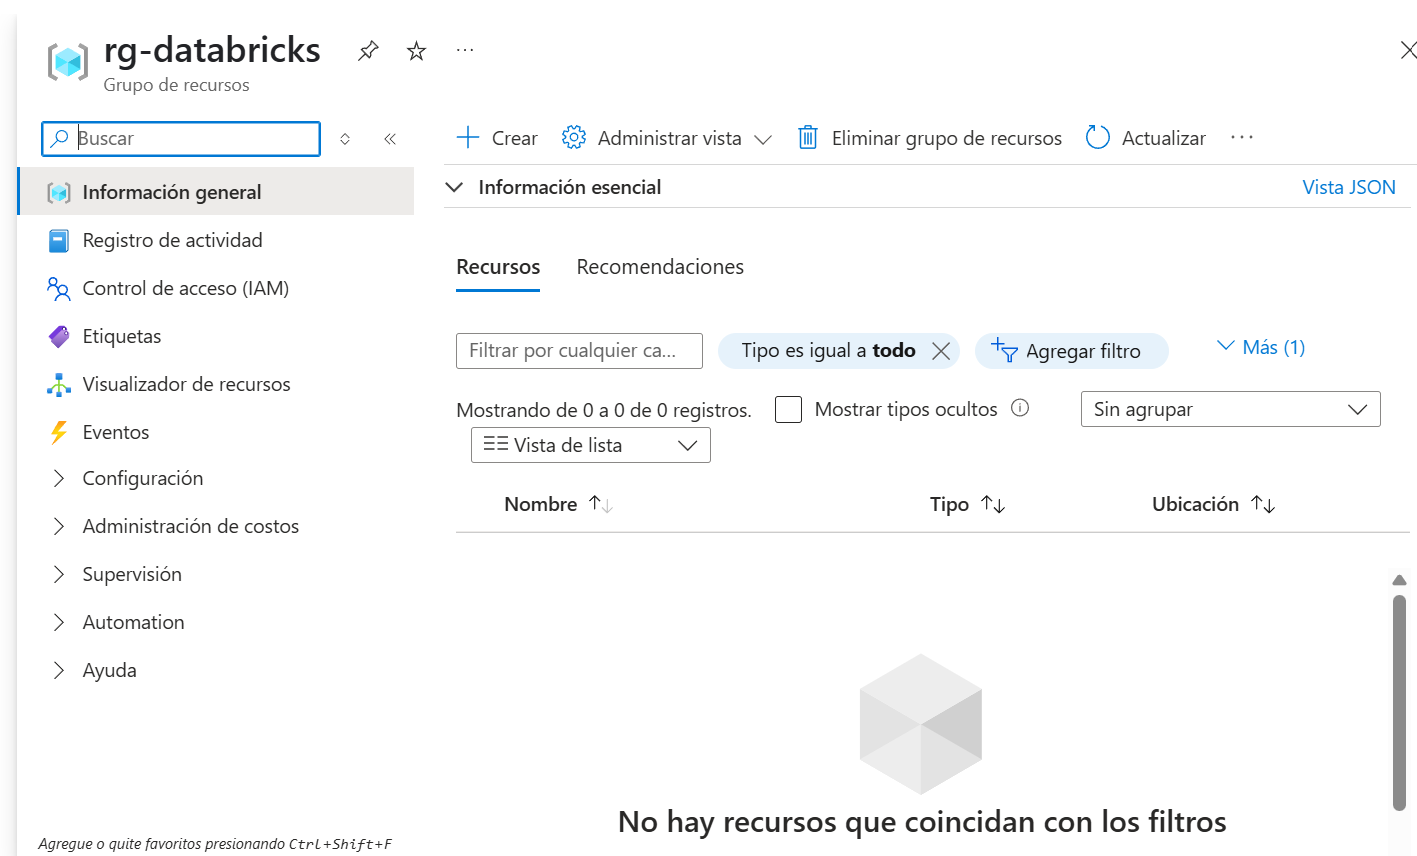 rg-databricks
Grupo de recursos
Buscar
Información general
Registro de actividad
Control de acceso (IAM)
Etiquetas
Visualizador de recursos
Eventos
Configuración
Administración de costos
Supervisión
Automation
Ayuda
Agregue o quite favoritos presionando Ctrl+Shift+F
Crear Administrar vista Eliminar grupo de recursos Actualizar
Información esencial Vista JSON
Recursos Recomendaciones
Filtrar por cualquier ca... Tipo es igual a todo Agregar filtro Más (1)
Mostrando de 0 a 0 de 0 registros. Mostrar tipos ocultos Sin agrupar
Vista de lista
Nombre Tipo Ubicación
No hay recursos que coincidan con los filtros